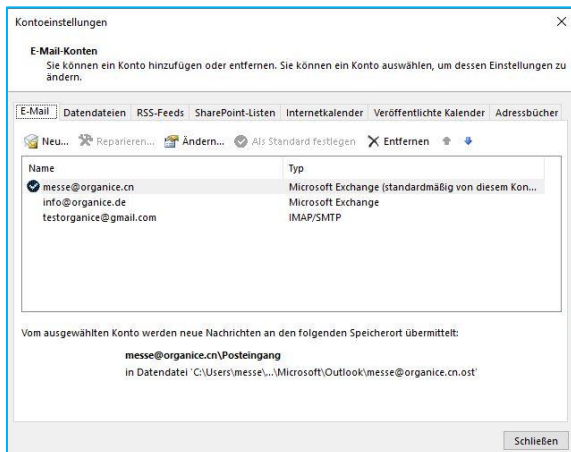 Kontoeinstellungen
E-Mail-Konten
Sie können ein Konto hinzufügen oder entfernen. Sie können ein Konto auswählen, um dessen Einstellungen zu
ändern.
E-Mail Datendateien RSS-Feeds SharePoint-Listen Internetkalender Veröffentlichte Kalender Adressbücher
Neu... Reparieren... Ändern... Als Standard festlegen Entfernen
Name Typ
messe@organice.cn Microsoft Exchange (standardmäßig von diesem Kon...
info@organice.de Microsoft Exchange
testorganice@gmail.com IMAP/SMTP
Vom ausgewählten Konto werden neue Nachrichten an den folgenden Speicherort übermittelt:
messe@organice.cn\Posteingang
in Datendatei 'C:\Users\messe\...\Microsoft\Outlook\messe@organice.cn.ost'
Schließen